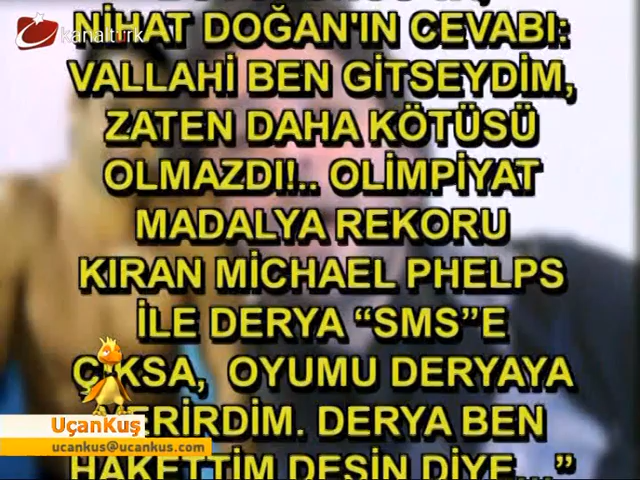 kanaltürk
NİHAT DOĞAN'IN CEVABI:
VALLAHİ BEN GİTSEYDİM,
ZATEN DAHA KÖTÜSÜ
OLMAZDI!.. OLİMPİYAT
MADALYA REKORU
KIRAN MICHAEL PHELPS
İLE DERYA “SMS”E
ÇIKSA, OYUMU DERYAYA
VERİRDİM. DERYA BEN
HAKETTİM DESİN DİYE...”
UçanKuş
ucankus@ucankus.com